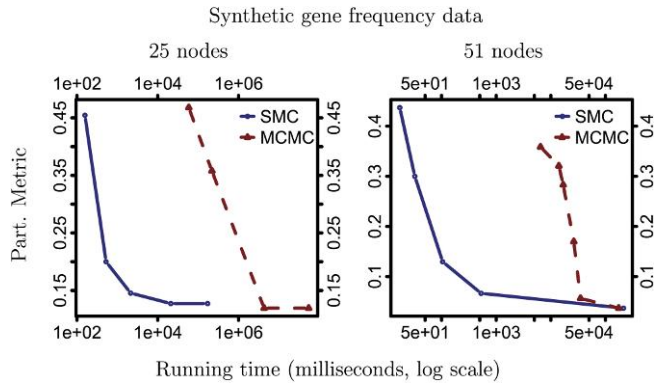 Synthetic gene frequency data
25 nodes
51 nodes
1e+02 1e+04 1e+06
5e+01 1e+03 5e+04
Part. Metric
0.45 0.35 0.25 0.15
SMC
MCMC
0.45 0.35 0.25 0.15
0.4 0.3 0.2 0.1
SMC
MCMC
0.4 0.3 0.2 0.1
1e+02 1e+04 1e+06
5e+01 1e+03 5e+04
Running time (milliseconds, log scale)